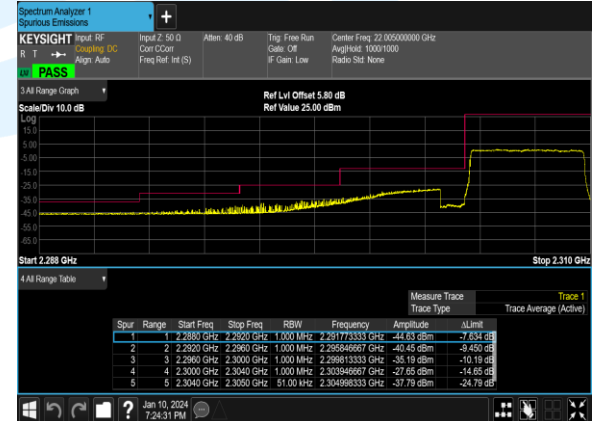 Spectrum Analyzer 1
Spurious Emissions
+
KEYSIGHT Input: RF Input Z: 50 Ω Atten: 40 dB Trig: Free Run Center Freq: 22.005000000 GHz
R T Coupling: DC Corr CCorr Gate: Off Avg|Hold: 1000/1000
Align: Auto Freq Ref: Int (S) IF Gain: Low Radio Std: None
PASS
3 All Range Graph
Ref Lvl Offset 5.80 dB
Scale/Div 10.0 dB Ref Value 25.00 dBm
Log
15.0
5.00
-5.00
-15.0
-25.0
-35.0
-45.0
-55.0
-65.0
Start 2.288 GHz Stop 2.310 GHz
4 All Range Table
Measure Trace Trace 1
Trace Type Trace Average (Active)
Spur Range Start Freq Stop Freq RBW Frequency Amplitude ΔLimit
1 1 2.2880 GHz 2.2920 GHz 1.000 MHz 2.291773333 GHz -44.63 dBm -7.634 dB
2 2 2.2920 GHz 2.2960 GHz 1.000 MHz 2.295846667 GHz -40.45 dBm -9.450 dB
3 3 2.2960 GHz 2.3000 GHz 1.000 MHz 2.299813333 GHz -35.19 dBm -10.19 dB
4 4 2.3000 GHz 2.3040 GHz 1.000 MHz 2.303946667 GHz -27.65 dBm -14.65 dB
5 5 2.3040 GHz 2.3050 GHz 51.00 kHz 2.304998333 GHz -37.79 dBm -24.79 dB
? Jan 10, 2024
7:24:31 PM